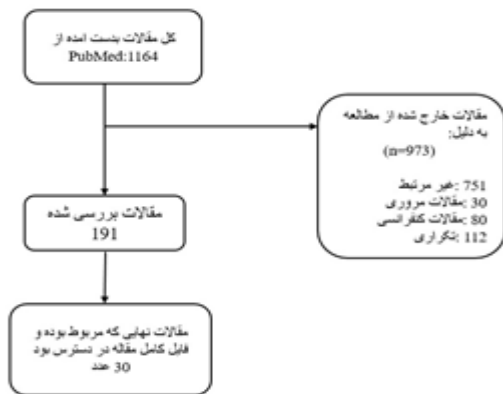 کل مقالات بدست آمده از
PubMed:1164
مقالات خارج شده از مطالعه
به دلیل:
(n=973)
751 :غیر مرتبط
30 :مقالات مروری
80 :مقالات کنفرانسی
112 :تکراری
مقالات بررسی شده
191
مقالات نهایی که مربوط بوده و
فایل کامل مقاله در دسترس بود
30 عدد